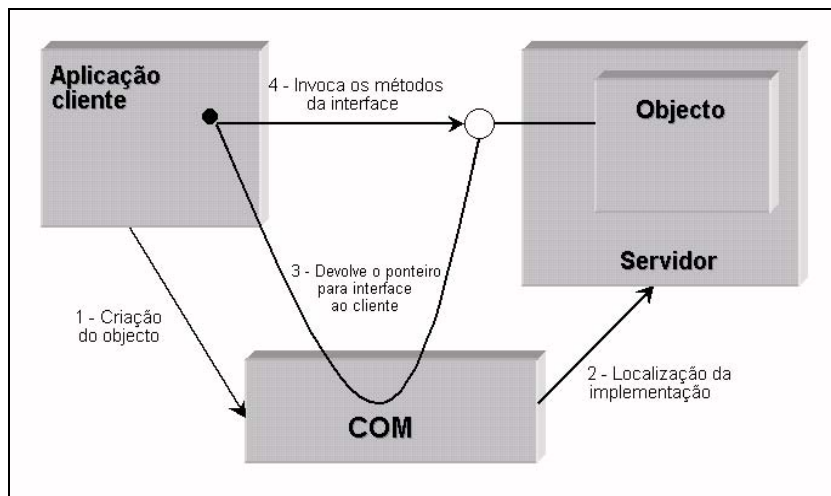 Aplicação
cliente
4 - Invoca os métodos
da interface
Objecto
Servidor
3 - Devolve o ponteiro
para interface
ao cliente
1 - Criação
do objecto
2 - Localização da
implementação
COM